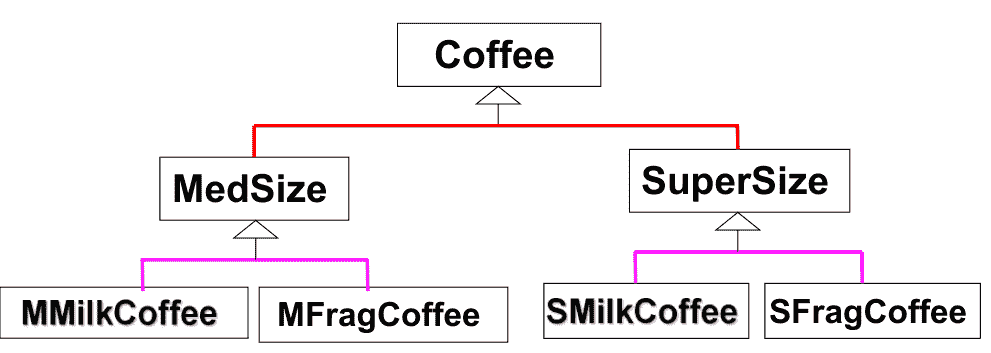 Coffee
MedSize
SuperSize
MMilkCoffee
MFragCoffee
SMilkCoffee
SFragCoffee